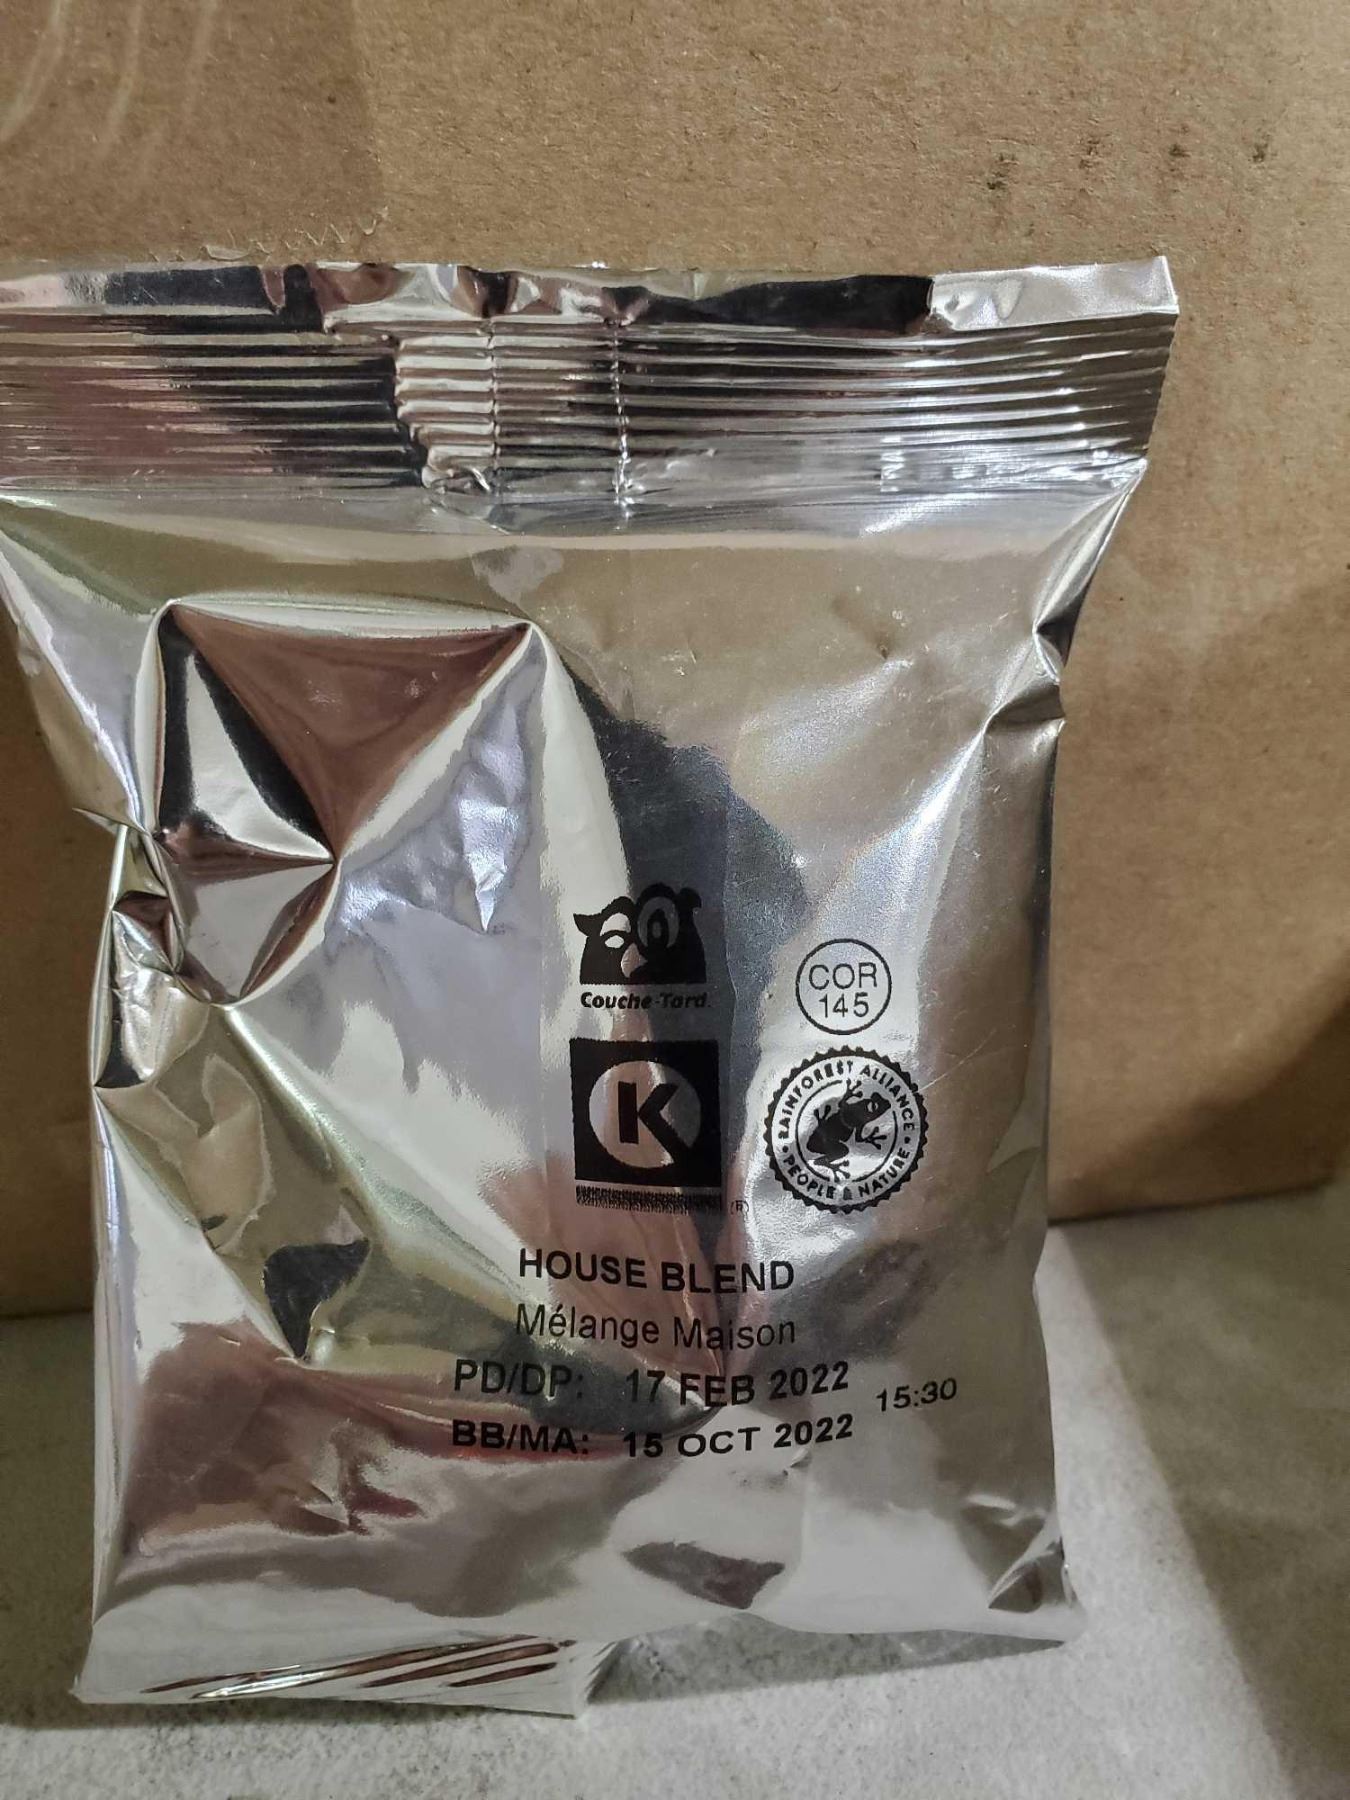 Couche-Tard
COR
145
K
RAINFOREST ALLIANCE
PEOPLE & NATURE
®
HOUSE BLEND
Mélange Maison
PD/DP: 17 FEB 2022 15:30
BB/MA: 15 OCT 2022